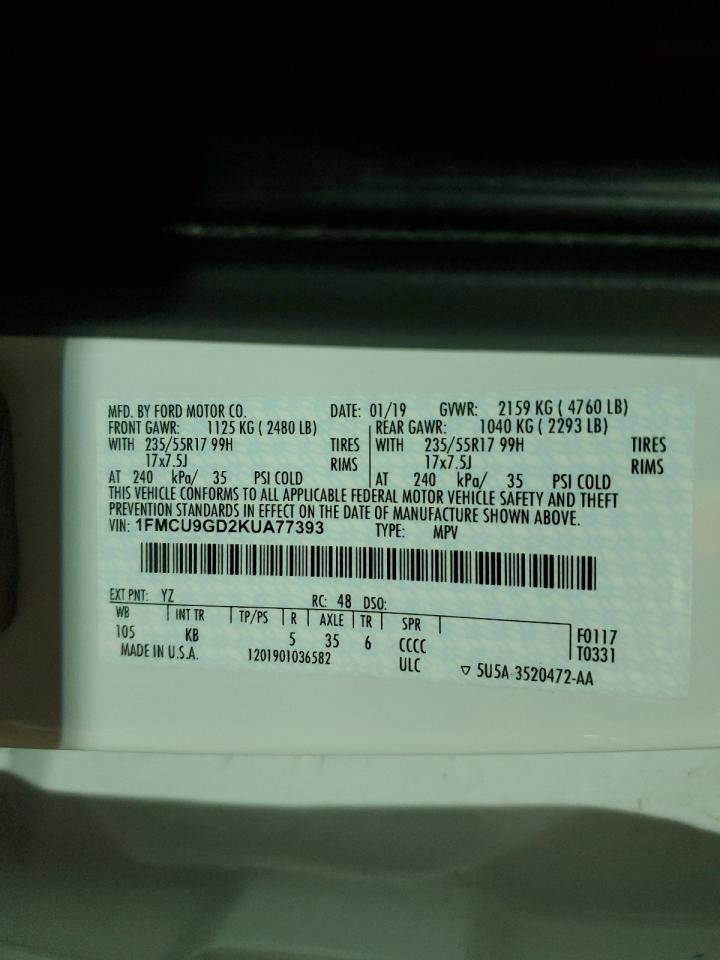 MFD. BY FORD MOTOR CO. DATE: 01/19 GVWR: 2159 KG ( 4760 LB)
FRONT GAWR: 1125 KG ( 2480 LB) REAR GAWR: 1040 KG ( 2293 LB)
WITH 235/55R17 99H TIRES WITH 235/55R17 99H TIRES
17x7.5J RIMS 17x7.5J RIMS
AT 240 kPa/ 35 PSI COLD AT 240 kPa/ 35 PSI COLD
THIS VEHICLE CONFORMS TO ALL APPLICABLE FEDERAL MOTOR VEHICLE SAFETY AND THEFT
PREVENTION STANDARDS IN EFFECT ON THE DATE OF MANUFACTURE SHOWN ABOVE.
VIN: 1FMCU9GD2KUA77393 TYPE: MPV
EXT PNT: YZ RC: 48 DSO:
WB INT TR TP/PS R AXLE TR SPR
105 KB 5 35 6 CCCC F0117
MADE IN U.S.A. 1201901036582 ULC T0331
▽ 5U5A-3520472-AA